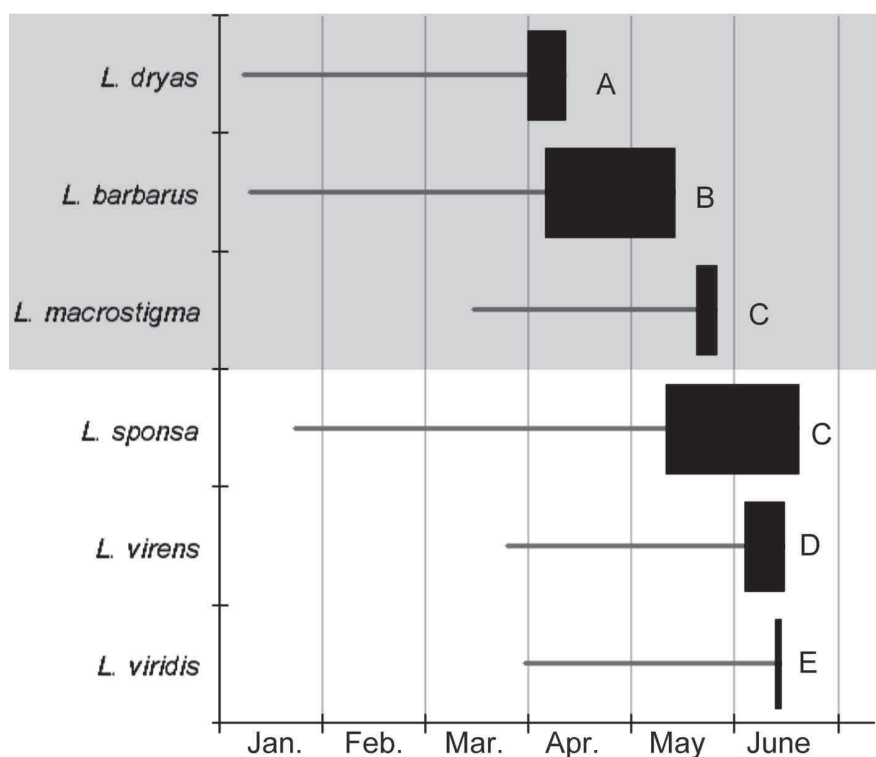 L. dryas A
L. barbarus B
L. macrostigma C
L. sponsa C
L. virens D
L. viridis E
Jan. Feb. Mar. Apr. May June